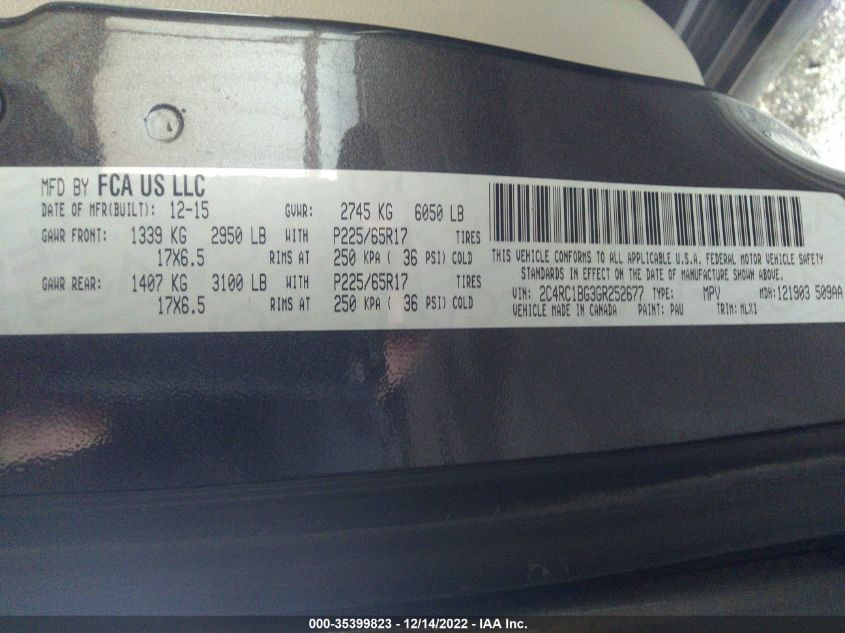 MFD BY FCA US LLC
DATE OF MFR(BUILT): 12-15 GVWR: 2745 KG 6050 LB
GAWR FRONT: 1339 KG 2950 LB WITH P225/65R17 TIRES
17X6.5 RIMS AT 250 KPA ( 36 PSI) COLD
GAWR REAR: 1407 KG 3100 LB WITH P225/65R17 TIRES
17X6.5 RIMS AT 250 KPA ( 36 PSI) COLD
THIS VEHICLE CONFORMS TO ALL APPLICABLE U.S.A. FEDERAL MOTOR VEHICLE SAFETY
STANDARDS IN EFFECT ON THE DATE OF MANUFACTURE SHOWN ABOVE.
VIN: 2C4RC1BG3GR252677 TYPE: MPV MDH: 121903 509AA
VEHICLE MADE IN CANADA PAINT: PAU TRIM: MLX1
000-35399823 - 12/14/2022 - IAA Inc.